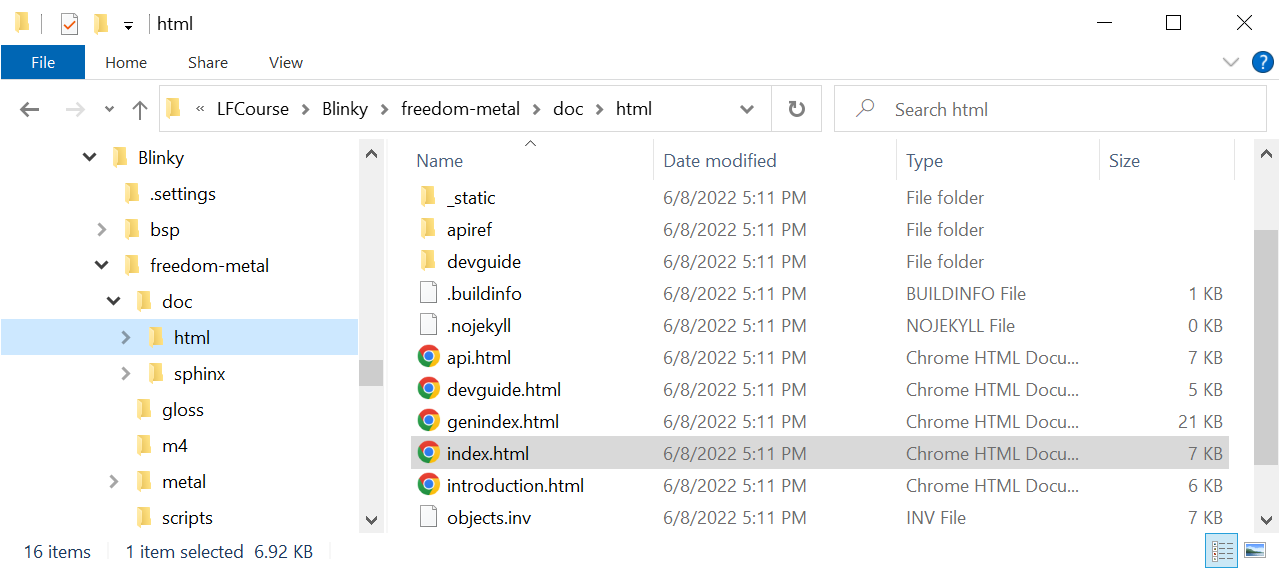 html
File Home Share View ?
« LFCourse > Blinky > freedom-metal > doc > html Search html
Blinky
.settings
bsp
freedom-metal
doc
html
sphinx
gloss
m4
metal
scripts
Name Date modified Type Size
_static 6/8/2022 5:11 PM File folder
apiref 6/8/2022 5:11 PM File folder
devguide 6/8/2022 5:11 PM File folder
.buildinfo 6/8/2022 5:11 PM BUILDINFO File 1 KB
.nojekyll 6/8/2022 5:11 PM NOJEKYLL File 0 KB
api.html 6/8/2022 5:11 PM Chrome HTML Docu... 7 KB
devguide.html 6/8/2022 5:11 PM Chrome HTML Docu... 5 KB
genindex.html 6/8/2022 5:11 PM Chrome HTML Docu... 21 KB
index.html 6/8/2022 5:11 PM Chrome HTML Docu... 7 KB
introduction.html 6/8/2022 5:11 PM Chrome HTML Docu... 6 KB
objects.inv 6/8/2022 5:11 PM INV File 7 KB
16 items 1 item selected 6.92 KB